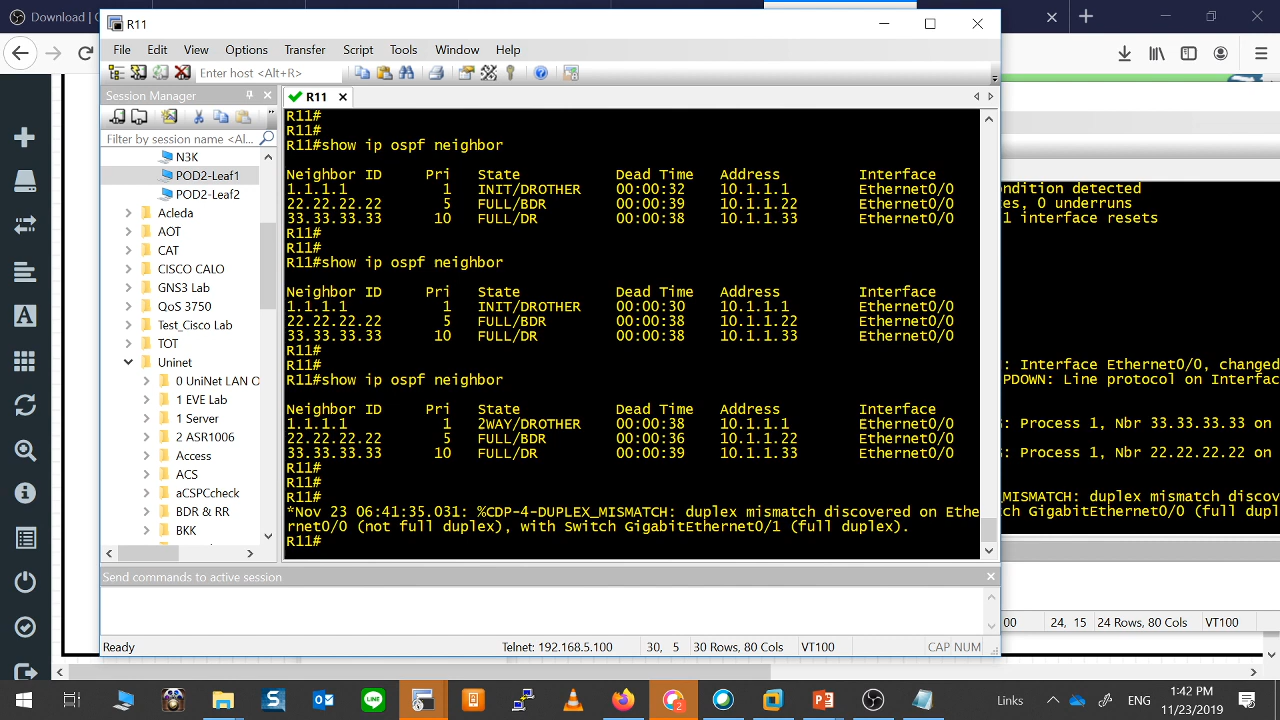 Download | 
R11
File Edit View Options Transfer Script Tools Window Help
Enter host <Alt+R>
Session Manager
R11
Filter by session name <Al...
N3K
POD2-Leaf1
POD2-Leaf2
Acleda
AOT
CAT
CISCO CALO
GNS3 Lab
QoS 3750
Test_Cisco Lab
TOT
Uninet
0 UniNet LAN O
1 EVE Lab
1 Server
2 ASR1006
Access
ACS
aCSPCcheck
BDR & RR
BKK
R11#
R11#
R11#show ip ospf neighbor
Neighbor ID Pri State Dead Time Address Interface
1.1.1.1 1 INIT/DROTHER 00:00:32 10.1.1.1 Ethernet0/0
22.22.22.22 5 FULL/BDR 00:00:39 10.1.1.22 Ethernet0/0
33.33.33.33 10 FULL/DR 00:00:38 10.1.1.33 Ethernet0/0
R11#
R11#
R11#show ip ospf neighbor
Neighbor ID Pri State Dead Time Address Interface
1.1.1.1 1 INIT/DROTHER 00:00:30 10.1.1.1 Ethernet0/0
22.22.22.22 5 FULL/BDR 00:00:38 10.1.1.22 Ethernet0/0
33.33.33.33 10 FULL/DR 00:00:38 10.1.1.33 Ethernet0/0
R11#
R11#
R11#show ip ospf neighbor
Neighbor ID Pri State Dead Time Address Interface
1.1.1.1 1 2WAY/DROTHER 00:00:38 10.1.1.1 Ethernet0/0
22.22.22.22 5 FULL/BDR 00:00:36 10.1.1.22 Ethernet0/0
33.33.33.33 10 FULL/DR 00:00:39 10.1.1.33 Ethernet0/0
R11#
R11#
R11#
*Nov 23 06:41:35.031: %CDP-4-DUPLEX_MISMATCH: duplex mismatch discovered on Ethe
rnet0/0 (not full duplex), with Switch GigabitEthernet0/1 (full duplex).
R11#
ondition detected
es, 0 underruns
1 interface resets
: Interface Ethernet0/0, changed
PDOWN: Line protocol on Interfac
G: Process 1, Nbr 33.33.33.33 on
G: Process 1, Nbr 22.22.22.22 on
MISMATCH: duplex mismatch discov
tch GigabitEthernet0/0 (full dup
Send commands to active session
Ready Telnet: 192.168.5.100 30, 5 30 Rows, 80 Cols VT100 CAP NUM
00 24, 15 24 Rows, 80 Cols VT100
2
Links
ENG
1:42 PM
11/23/2019